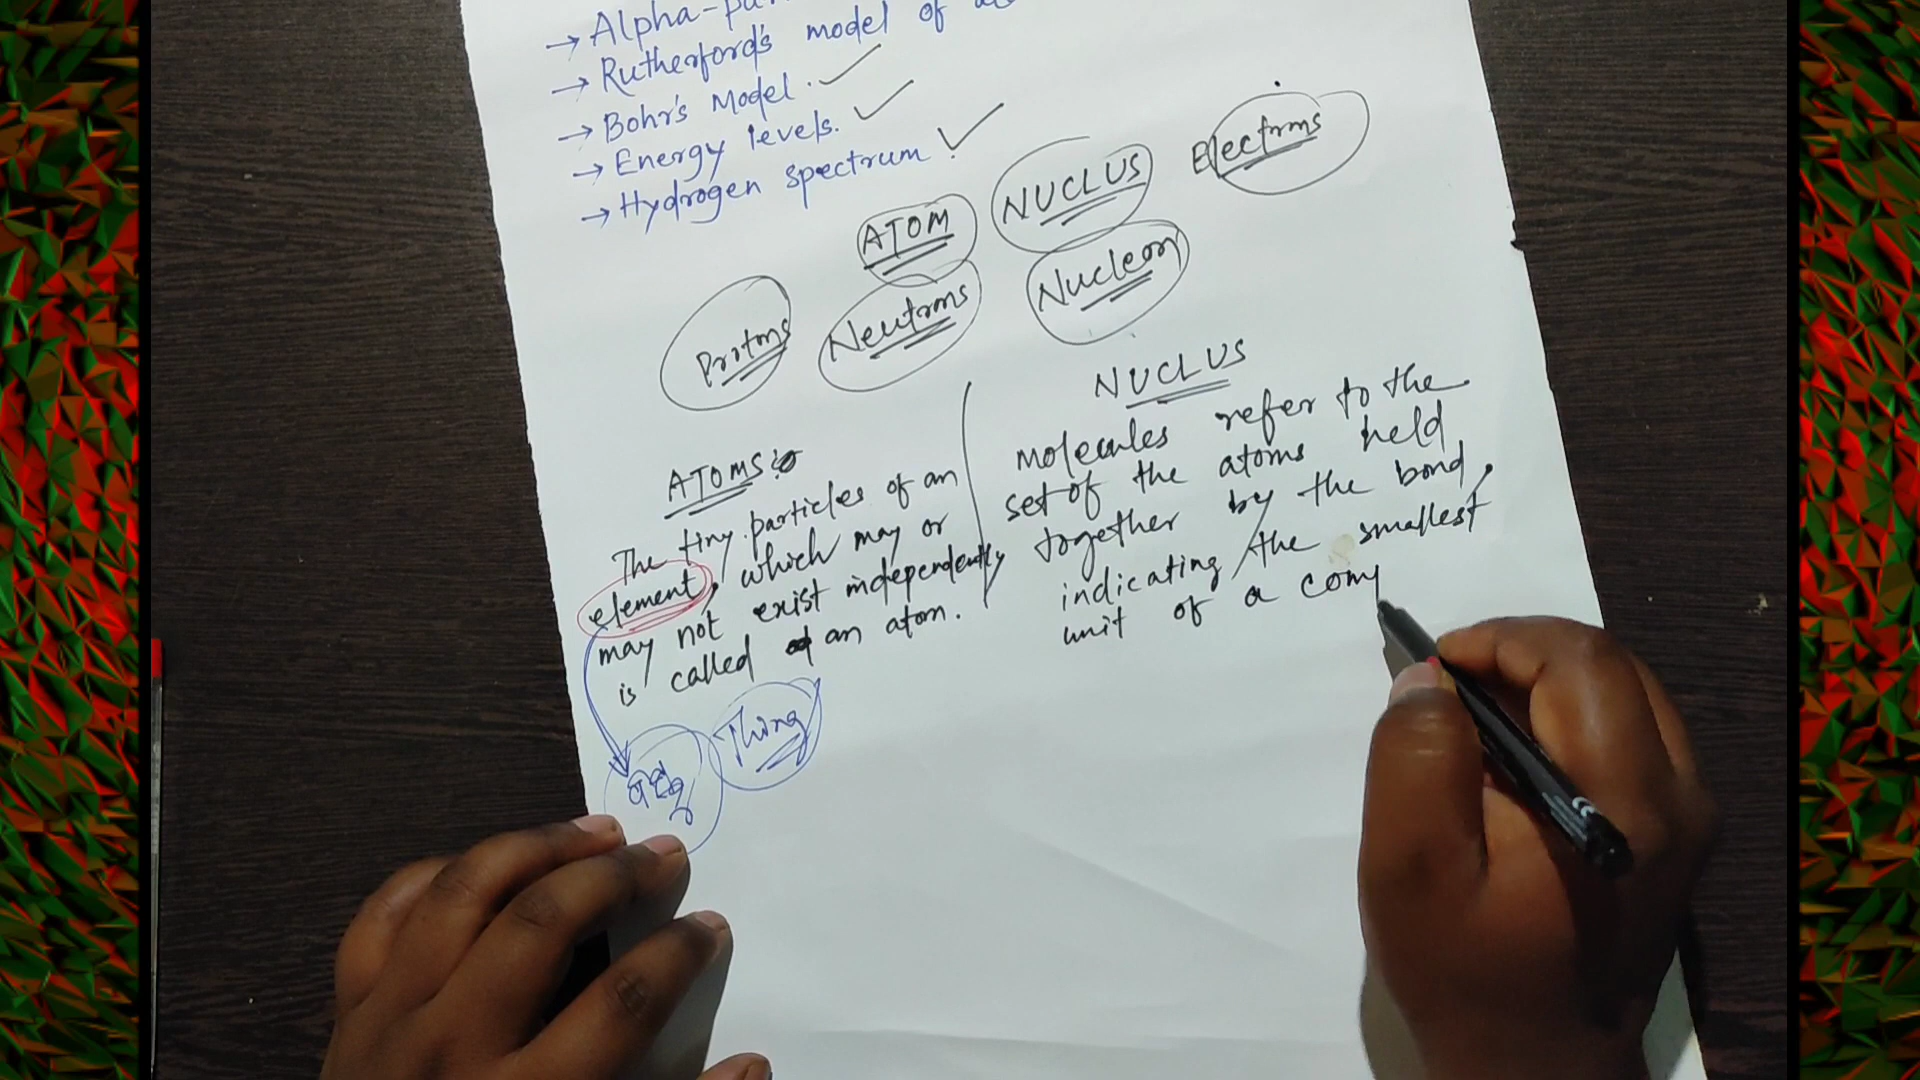 → Alpha-
→ Rutherford's model of
→ Bohr's Model.
→ Energy levels.
→ Hydrogen spectrum.
ATOM NUCLUS Electrons
Protons Neutrons Nucleon
ATOMS:
The tiny particles of an
element, which may or
may not exist independently
is called an atom.
ବସ୍ତୁ Thing
NUCLUS
molecules refer to the
set of the atoms held
together by the bond,
indicating the smallest
unit of a com